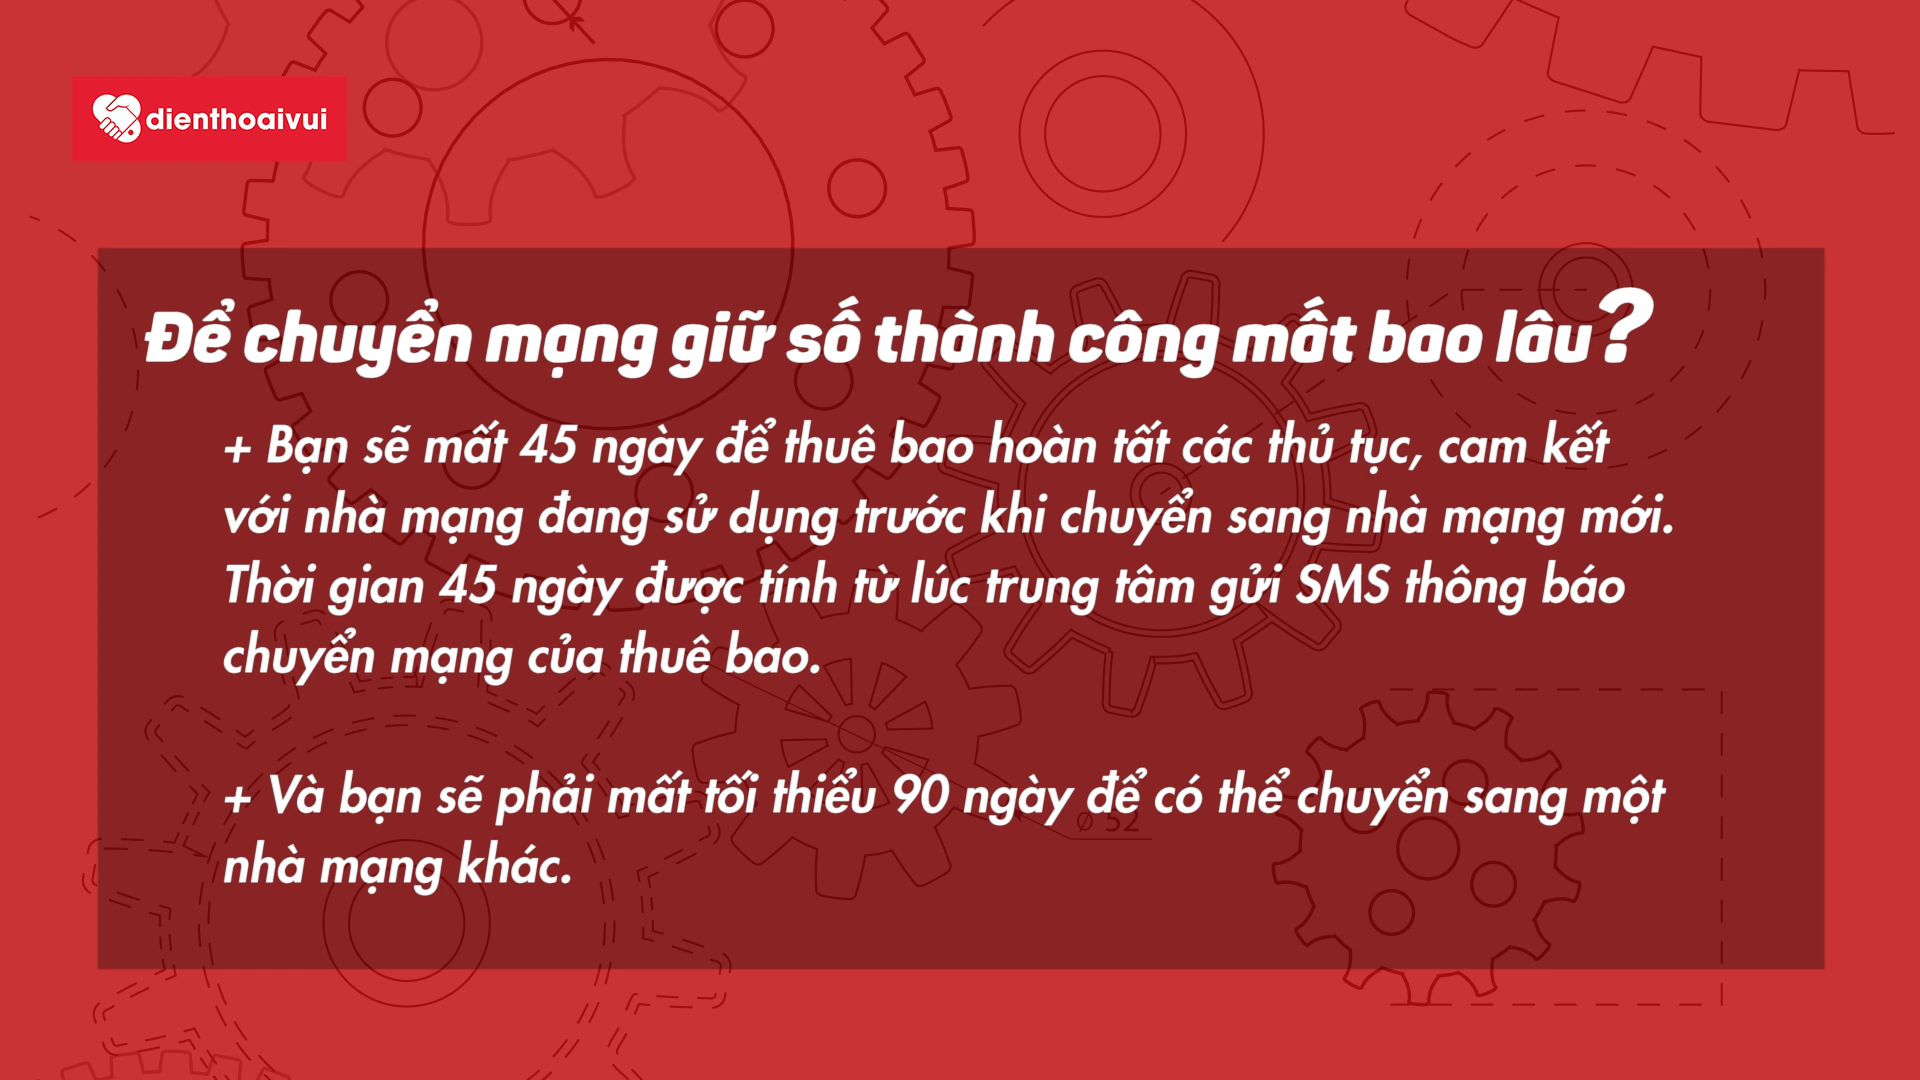 dienthoaivui
Để chuyển mạng giữ số thành công mất bao lâu?
+ Bạn sẽ mất 45 ngày để thuê bao hoàn tất các thủ tục, cam kết
với nhà mạng đang sử dụng trước khi chuyển sang nhà mạng mới.
Thời gian 45 ngày được tính từ lúc trung tâm gửi SMS thông báo
chuyển mạng của thuê bao.
+ Và bạn sẽ phải mất tối thiểu 90 ngày để có thể chuyển sang một
nhà mạng khác.
ø 52